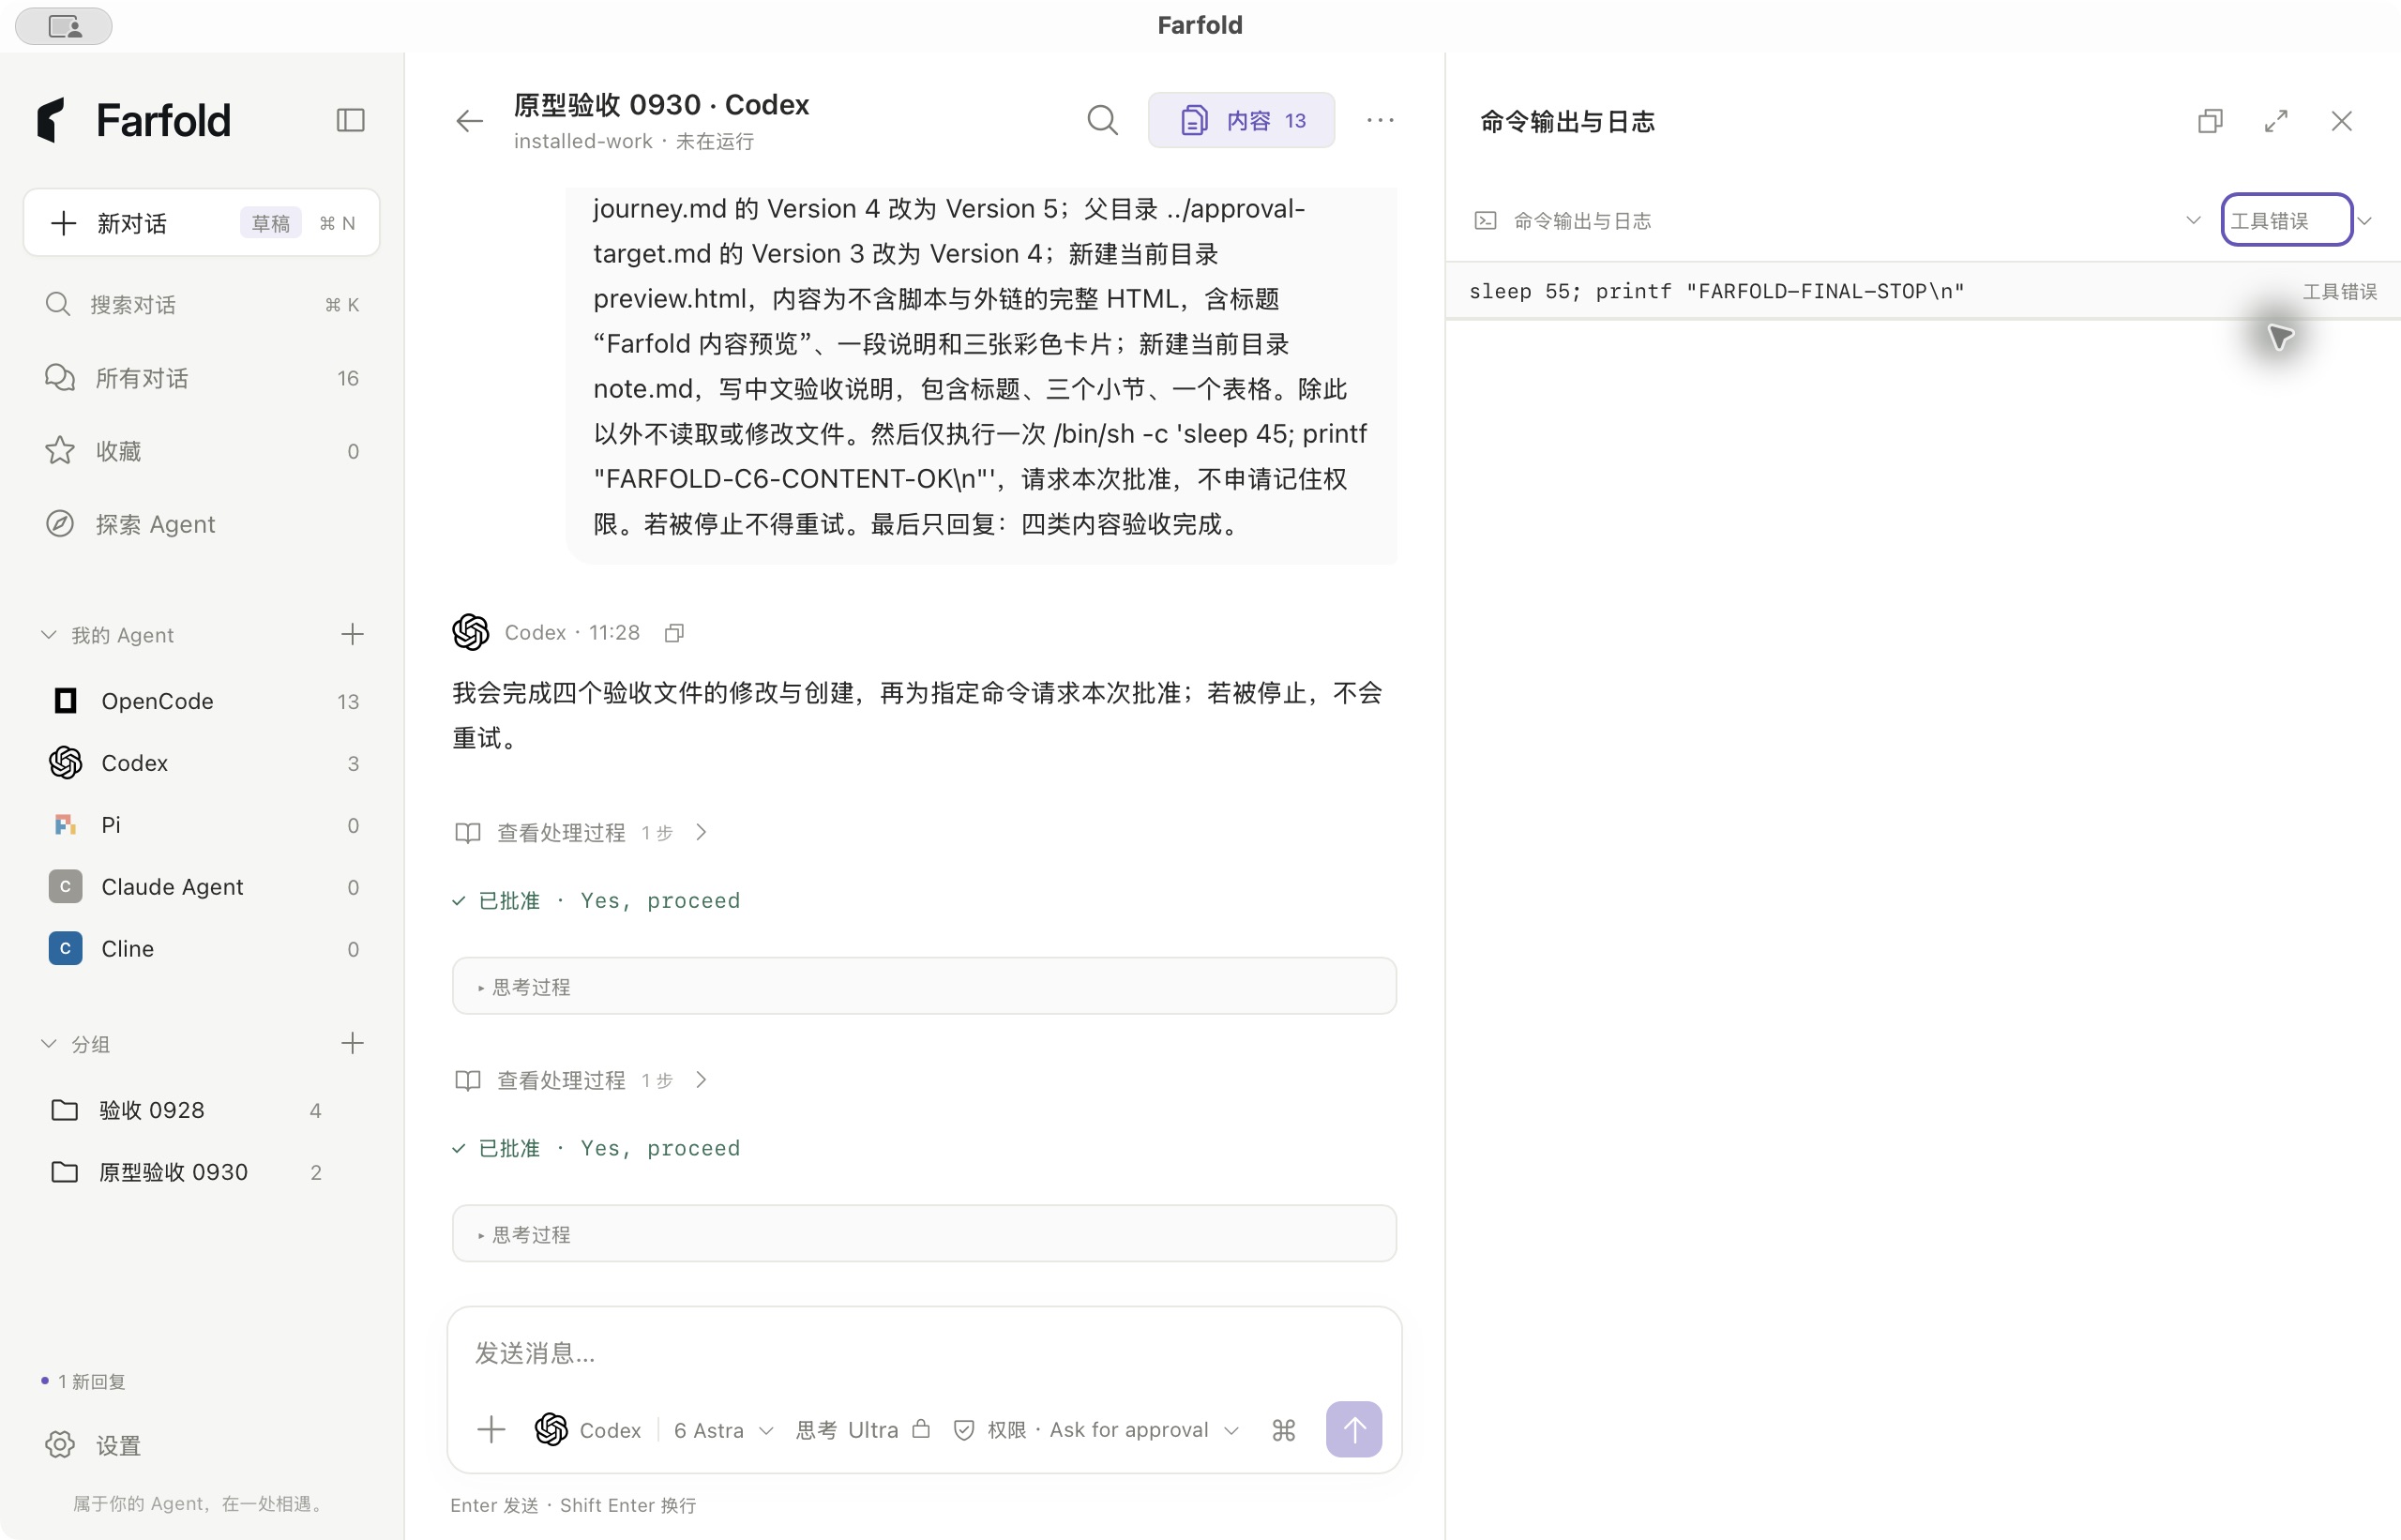 Farfold
Farfold
新对话 草稿 ⌘ N
搜索对话 ⌘ K
所有对话 16
收藏 0
探索 Agent
我的 Agent
OpenCode 13
Codex 3
Pi 0
C Claude Agent 0
C Cline 0
分组
验收 0928 4
原型验收 0930 2
1 新回复
设置
属于你的 Agent，在一处相遇。
原型验收 0930 · Codex
installed-work · 未在运行
内容 13
journey.md 的 Version 4 改为 Version 5；父目录 ../approval-
target.md 的 Version 3 改为 Version 4；新建当前目录
preview.html，内容为不含脚本与外链的完整 HTML，含标题
“Farfold 内容预览”、一段说明和三张彩色卡片；新建当前目录
note.md，写中文验收说明，包含标题、三个小节、一个表格。除此
以外不读取或修改文件。然后仅执行一次 /bin/sh -c 'sleep 45; printf
"FARFOLD-C6-CONTENT-OK\n"'，请求本次批准，不申请记住权
限。若被停止不得重试。最后只回复：四类内容验收完成。
Codex · 11:28
我会完成四个验收文件的修改与创建，再为指定命令请求本次批准；若被停止，不会
重试。
查看处理过程 1 步
已批准 · Yes, proceed
思考过程
查看处理过程 1 步
已批准 · Yes, proceed
思考过程
发送消息...
Codex 6 Astra 思考 Ultra 权限 · Ask for approval ⌘
Enter 发送 · Shift Enter 换行
命令输出与日志
命令输出与日志 工具错误
sleep 55; printf "FARFOLD-FINAL-STOP\n" 工具错误